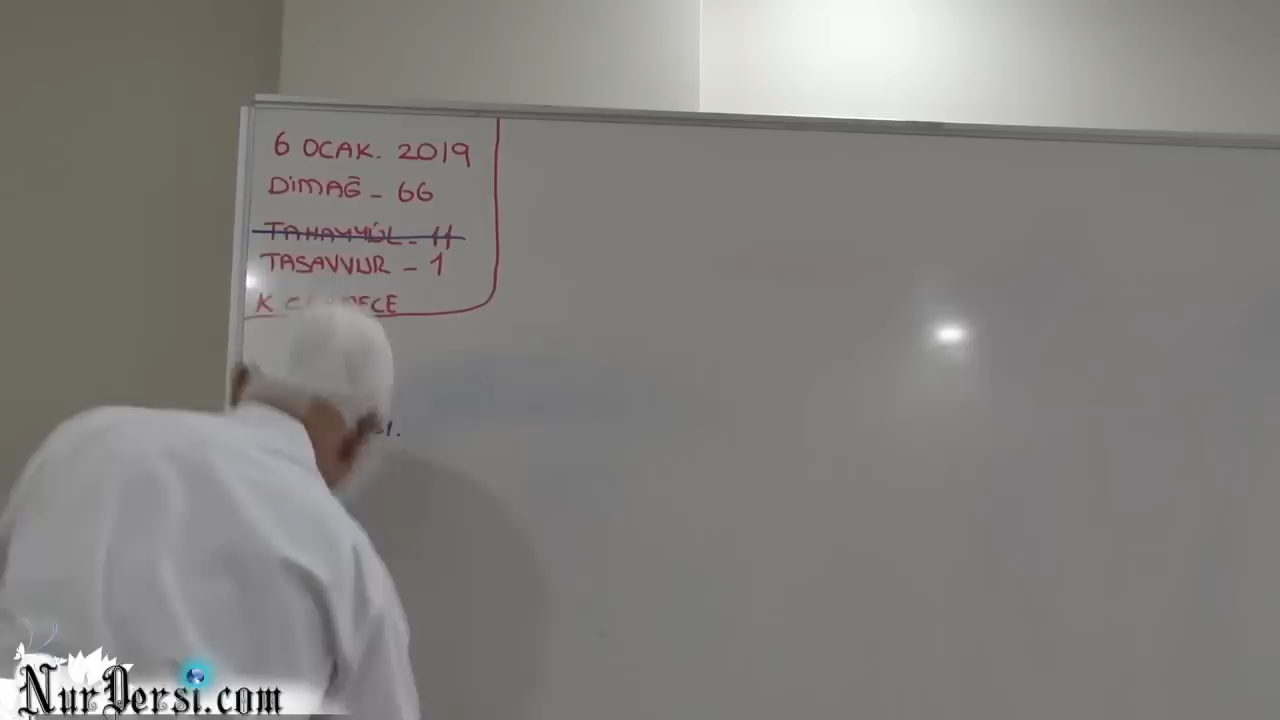 6 OCAK. 2019
DİMAĞ - 66
TAHAYYÜL - 11
TASAVVUR - 1
NurDersi.com